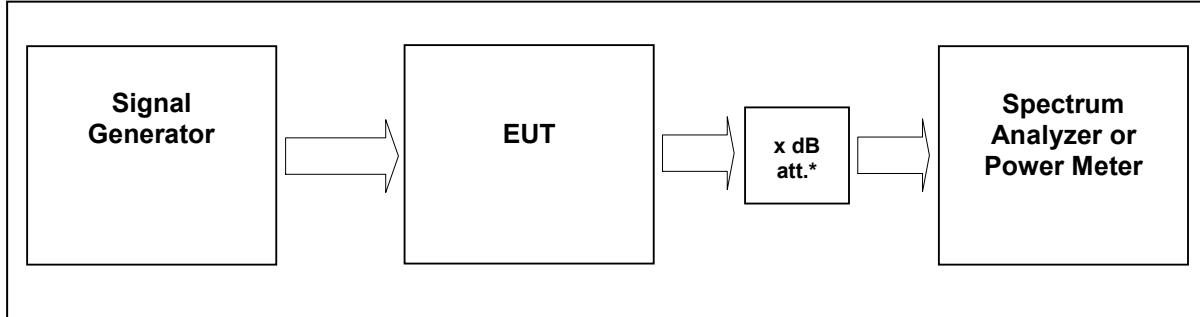 Signal
Generator
EUT
x dB
att.*
Spectrum
Analyzer or
Power Meter